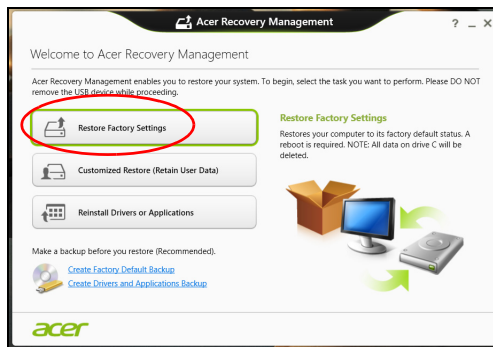 Acer Recovery Management
? _ X
Welcome to Acer Recovery Management
Acer Recovery Management enables you to restore your system. To begin, select the task you want to perform. Please DO NOT
remove the USB device while proceeding.
Restore Factory Settings
Customized Restore (Retain User Data)
Reinstall Drivers or Applications
Restore Factory Settings
Restores your computer to its factory default status. A
reboot is required. NOTE: All data on drive C will be
deleted.
Make a backup before you restore (Recommended).
Create Factory Default Backup
Create Drivers and Applications Backup
acer